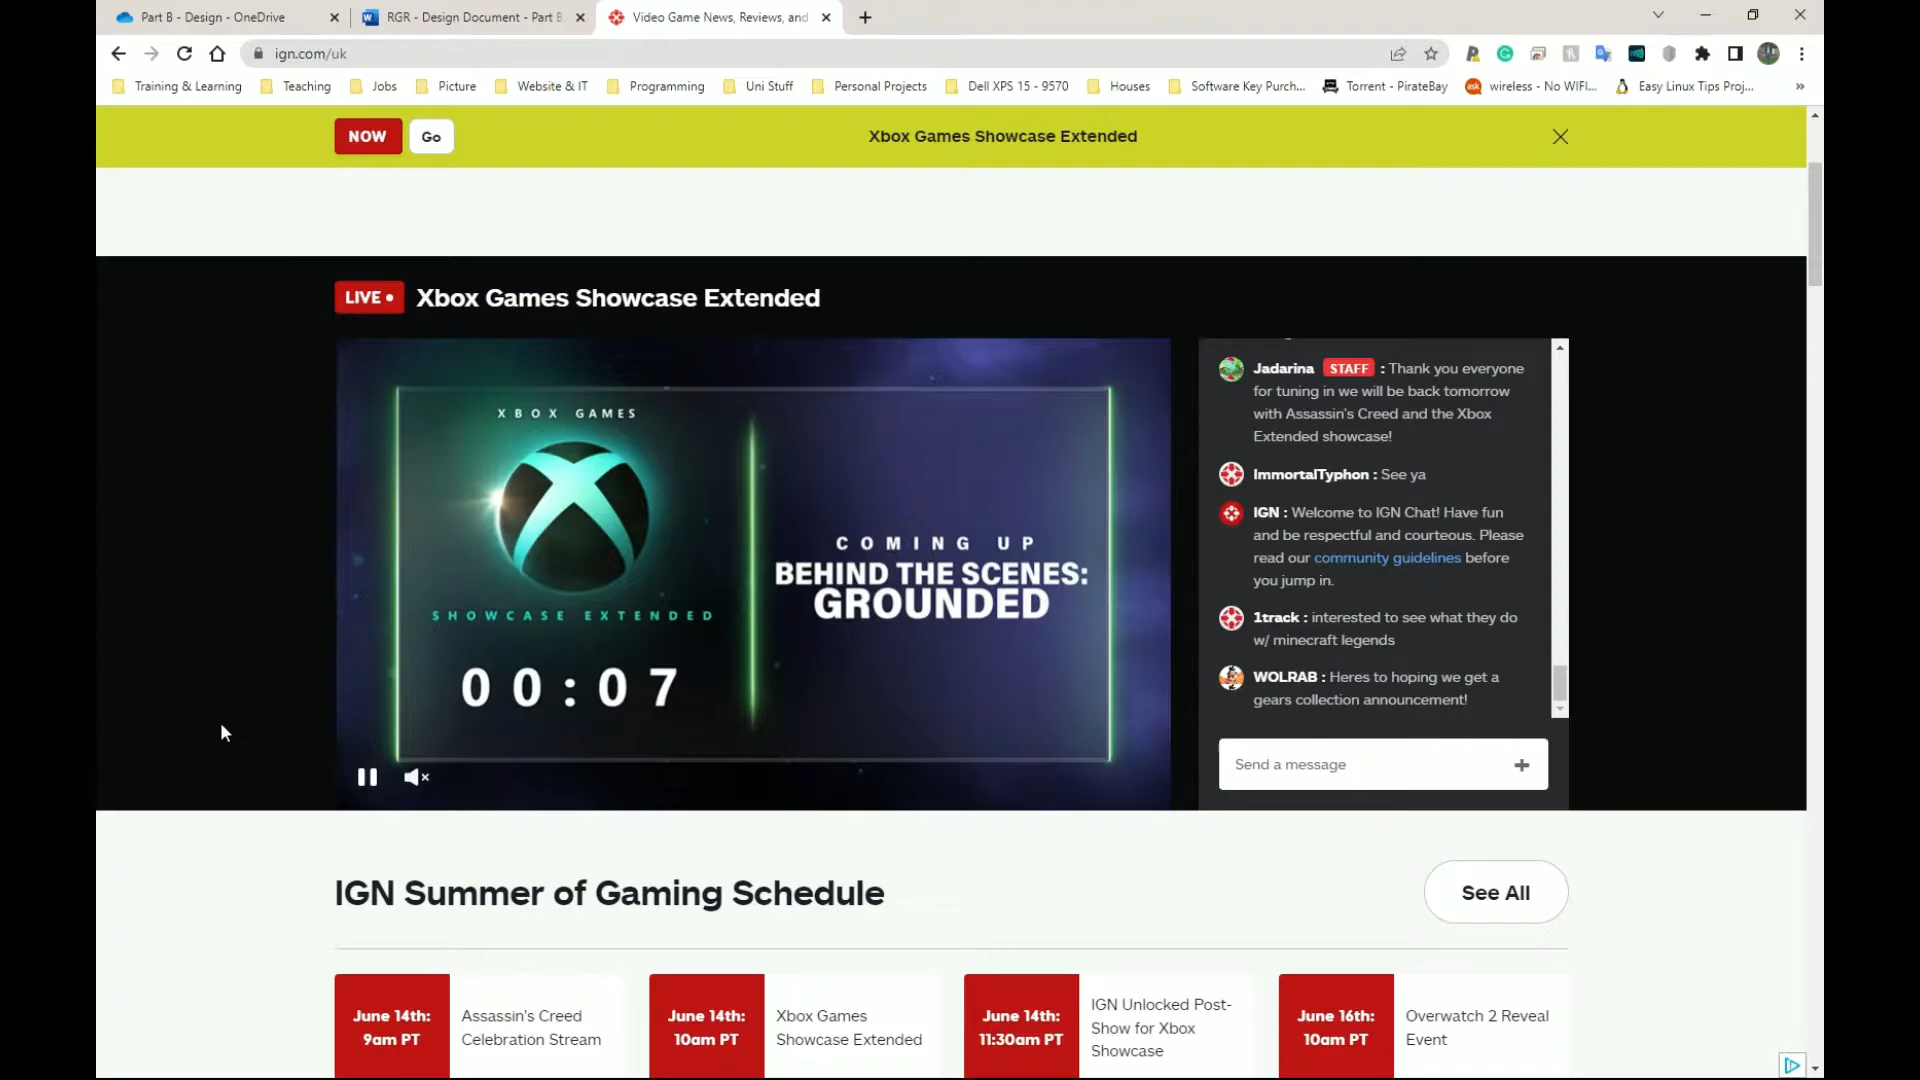 Part B - Design - OneDrive
RGR - Design Document - Part B
Video Game News, Reviews, and
ign.com/uk
Training & Learning
Teaching
Jobs
Picture
Website & IT
Programming
Uni Stuff
Personal Projects
Dell XPS 15 - 9570
Houses
Software Key Purch...
Torrent - PirateBay
ask
wireless - No WIFI...
Easy Linux Tips Proj...
NOW
Go
Xbox Games Showcase Extended
LIVE •
Xbox Games Showcase Extended
XBOX GAMES
SHOWCASE EXTENDED
00:07
COMING UP
BEHIND THE SCENES:
GROUNDED
Jadarina STAFF : Thank you everyone
for tuning in we will be back tomorrow
with Assassin's Creed and the Xbox
Extended showcase!
ImmortalTyphon : See ya
IGN : Welcome to IGN Chat! Have fun
and be respectful and courteous. Please
read our community guidelines before
you jump in.
1track : interested to see what they do
w/ minecraft legends
WOLRAB : Heres to hoping we get a
gears collection announcement!
Send a message
IGN Summer of Gaming Schedule
See All
June 14th:
9am PT
Assassin's Creed
Celebration Stream
June 14th:
10am PT
Xbox Games
Showcase Extended
June 14th:
11:30am PT
IGN Unlocked Post-
Show for Xbox
Showcase
June 16th:
10am PT
Overwatch 2 Reveal
Event